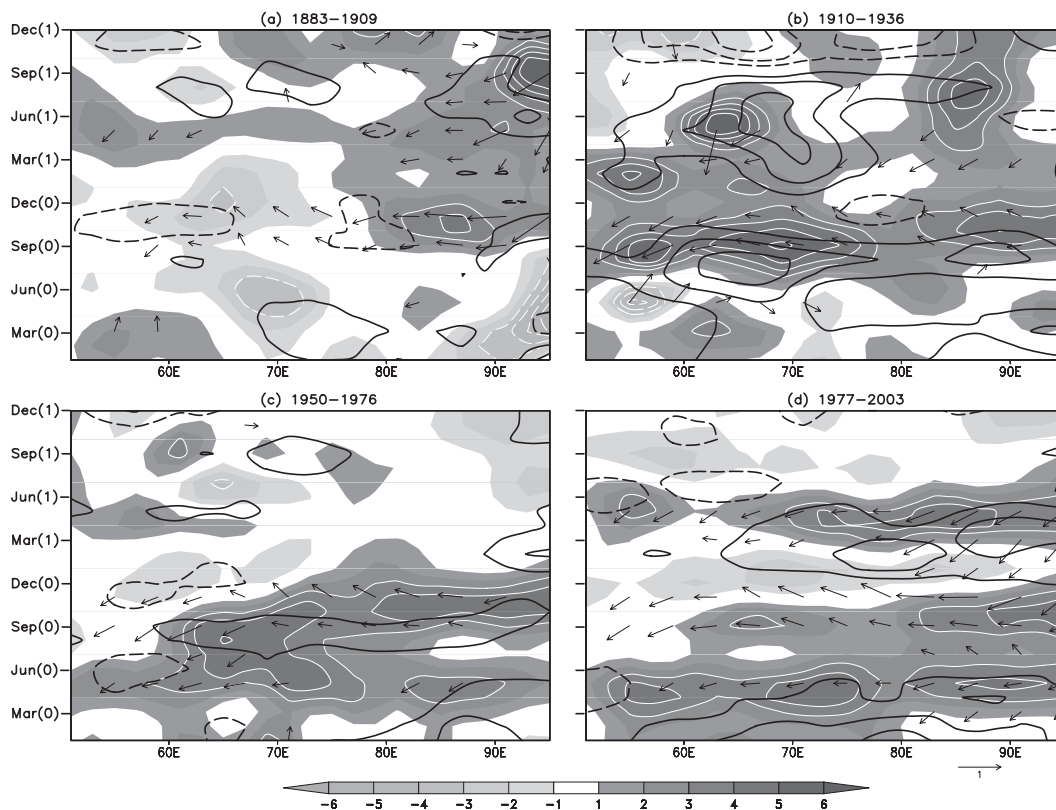 (a) 1883−1909
(b) 1910−1936
Dec(1)
Sep(1)
Jun(1)
Mar(1)
Dec(0)
Sep(0)
Jun(0)
Mar(0)
60E 70E 80E 90E
60E 70E 80E 90E
(c) 1950−1976
(d) 1977−2003
Dec(1)
Sep(1)
Jun(1)
Mar(1)
Dec(0)
Sep(0)
Jun(0)
Mar(0)
60E 70E 80E 90E
60E 70E 80E 90E
1
−6 −5 −4 −3 −2 −1 1 2 3 4 5 6